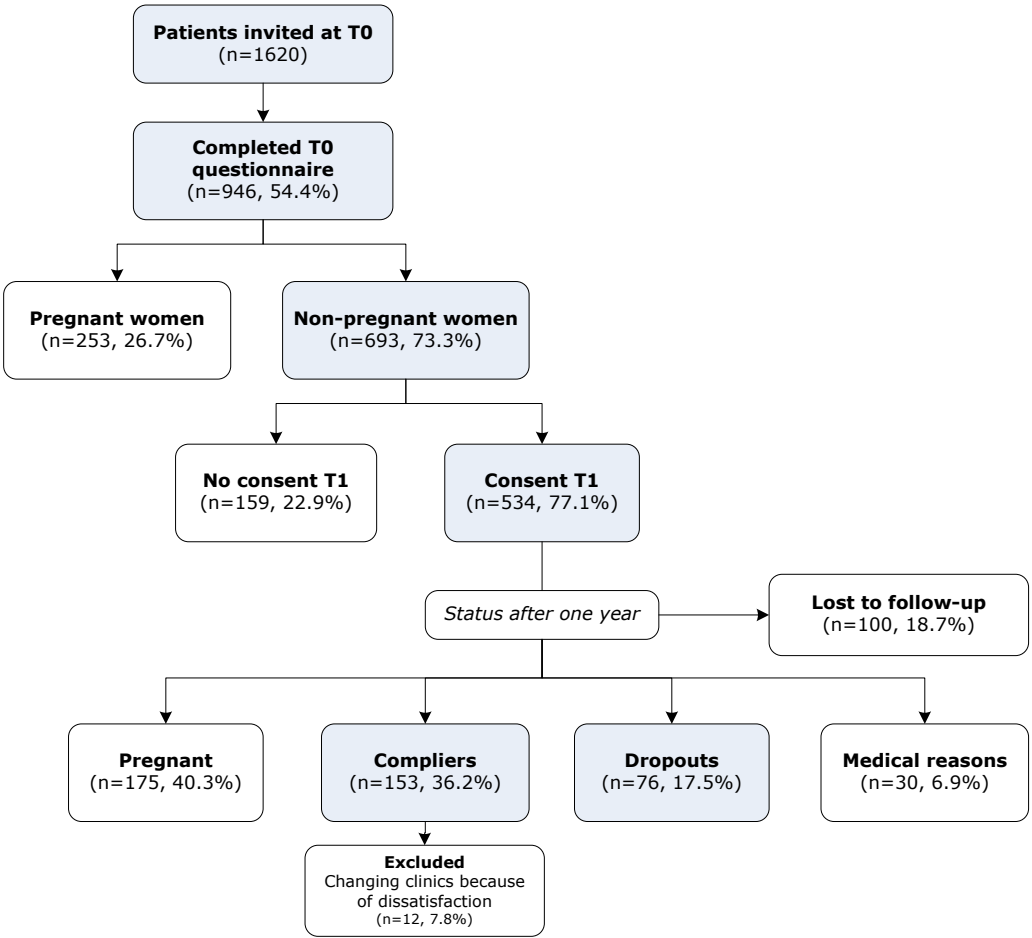 Patients invited at T0
(n=1620)
Completed T0
questionnaire
(n=946, 54.4%)
Pregnant women
(n=253, 26.7%)
Non-pregnant women
(n=693, 73.3%)
No consent T1
(n=159, 22.9%)
Consent T1
(n=534, 77.1%)
Status after one year
Lost to follow-up
(n=100, 18.7%)
Pregnant
(n=175, 40.3%)
Compliers
(n=153, 36.2%)
Dropouts
(n=76, 17.5%)
Medical reasons
(n=30, 6.9%)
Excluded
Changing clinics because
of dissatisfaction
(n=12, 7.8%)